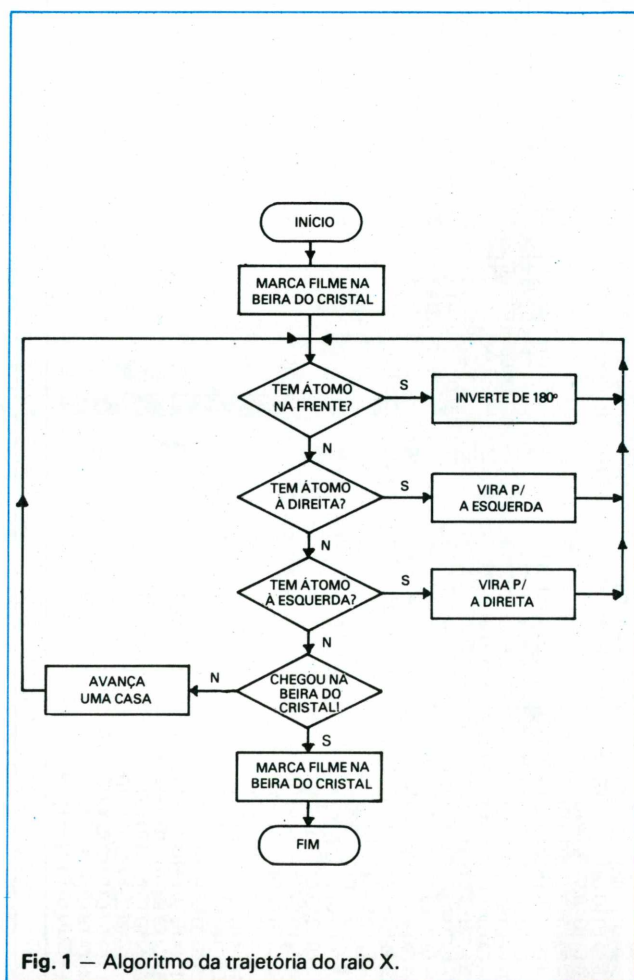 INÍCIO
MARCA FILME NA
BEIRA DO CRISTAL
TEM ÁTOMO
NA FRENTE?
S
INVERTE DE 180º
N
TEM ÁTOMO
À DIREITA?
S
VIRA P/
A ESQUERDA
N
TEM ÁTOMO
À ESQUERDA?
S
VIRA P/
A DIREITA
N
CHEGOU NA
BEIRA DO
CRISTAL!
N
AVANÇA
UMA CASA
S
MARCA FILME NA
BEIRA DO CRISTAL
FIM
Fig. 1 — Algoritmo da trajetória do raio X.